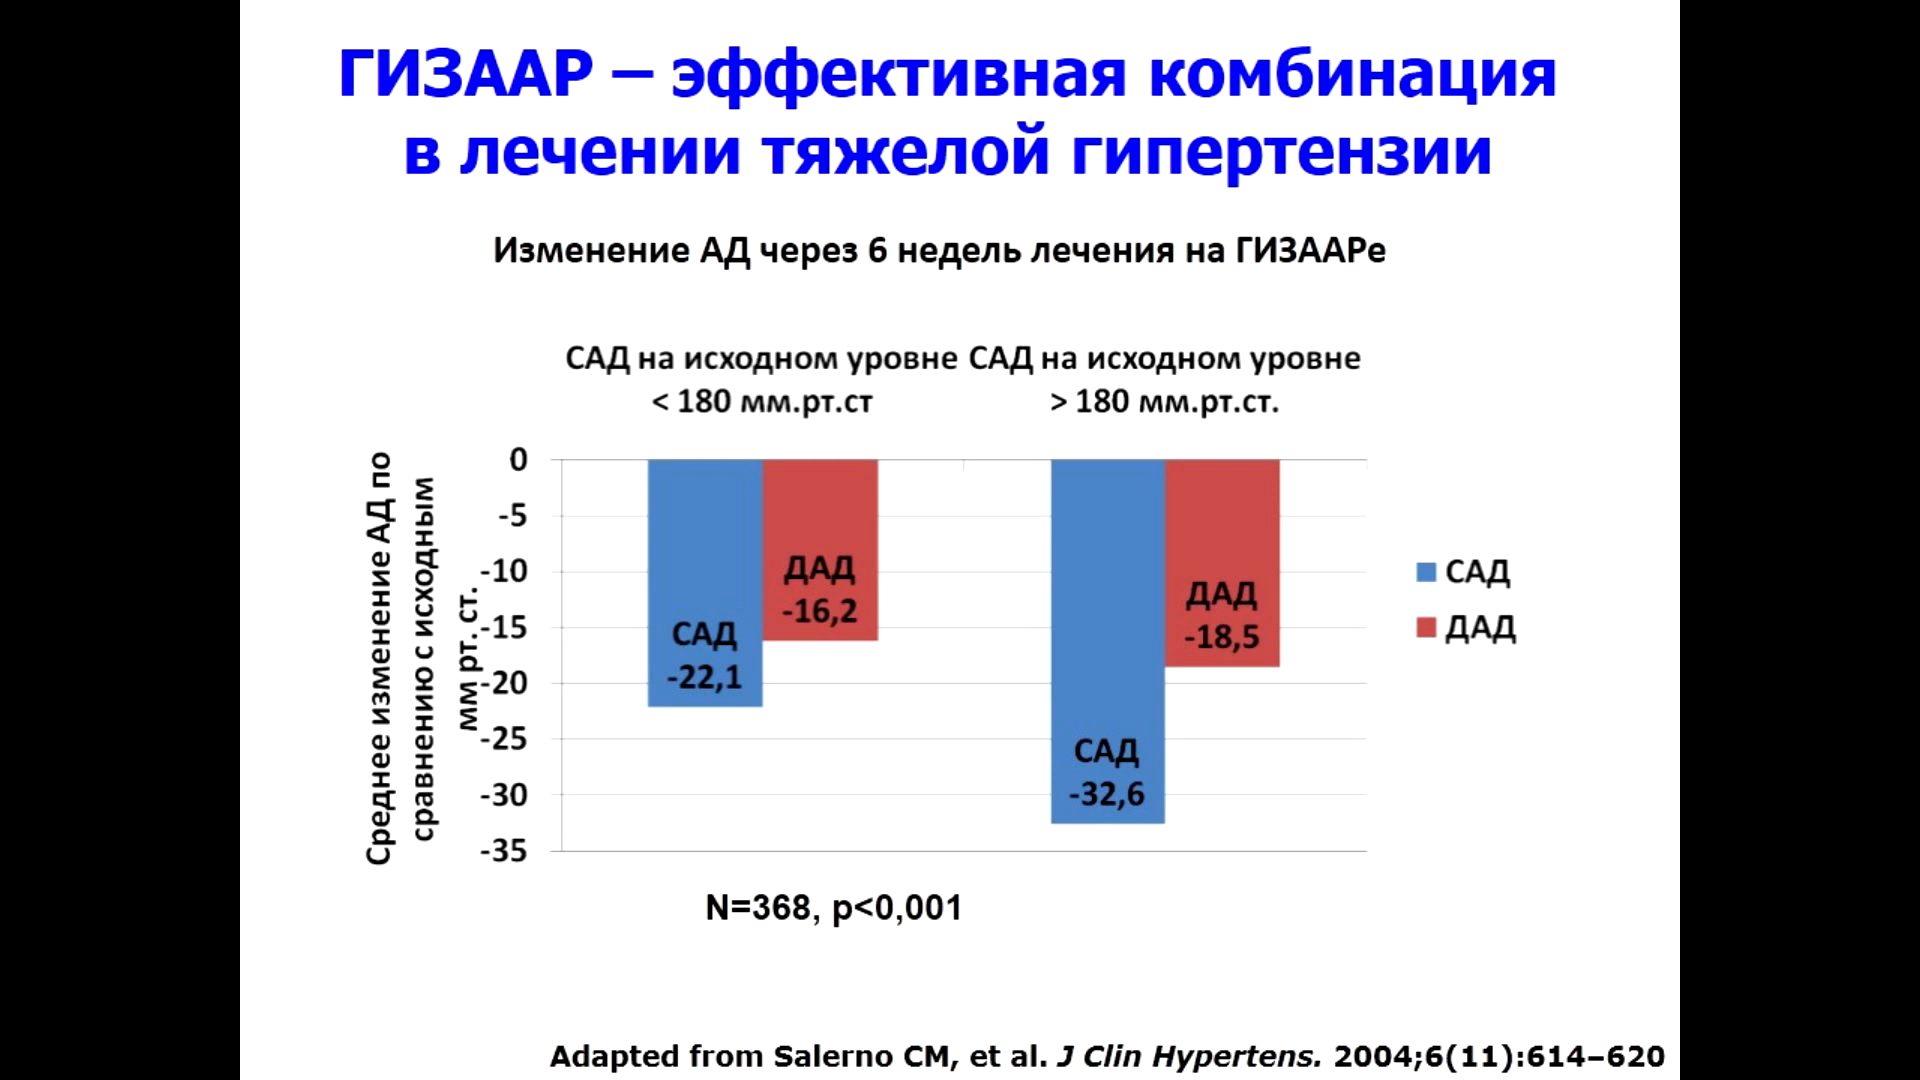 ГИЗААР – эффективная комбинация
в лечении тяжелой гипертензии
Изменение АД через 6 недель лечения на ГИЗААРе
САД на исходном уровне
< 180 мм.рт.ст
САД на исходном уровне
> 180 мм.рт.ст.
Среднее изменение АД по
сравнению с исходным
мм рт. ст.
0
-5
-10
-15
-20
-25
-30
-35
САД
-22,1
ДАД
-16,2
САД
-32,6
ДАД
-18,5
САД
ДАД
N=368, p<0,001
Adapted from Salerno CM, et al. J Clin Hypertens. 2004;6(11):614–620